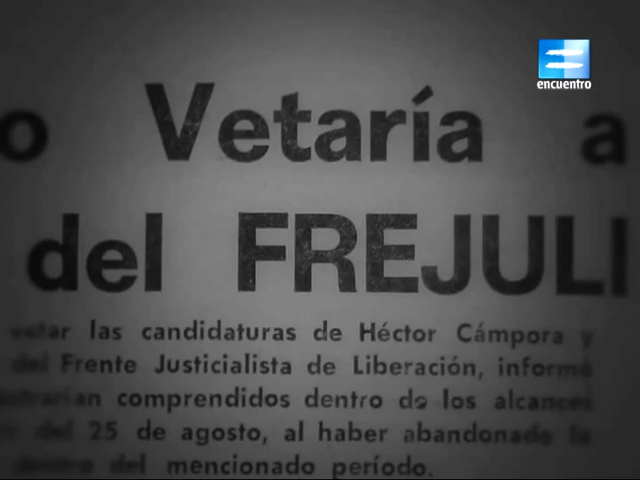 encuentro
o Vetaría a
del FREJULI
vetar las candidaturas de Héctor Cámpora y
del Frente Justicialista de Liberación, informó
comprendidos dentro de los alcances
del 25 de agosto, al haber abandonado la
dentro del mencionado período.